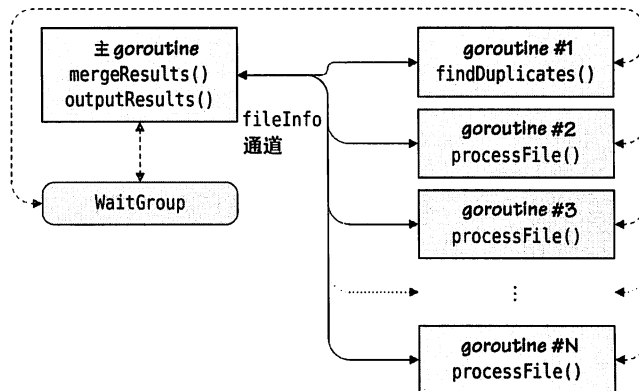 主 goroutine
mergeResults()
outputResults()
fileInfo
通道
WaitGroup
goroutine #1
findDuplicates()
goroutine #2
processFile()
goroutine #3
processFile()
⋮
goroutine #N
processFile()